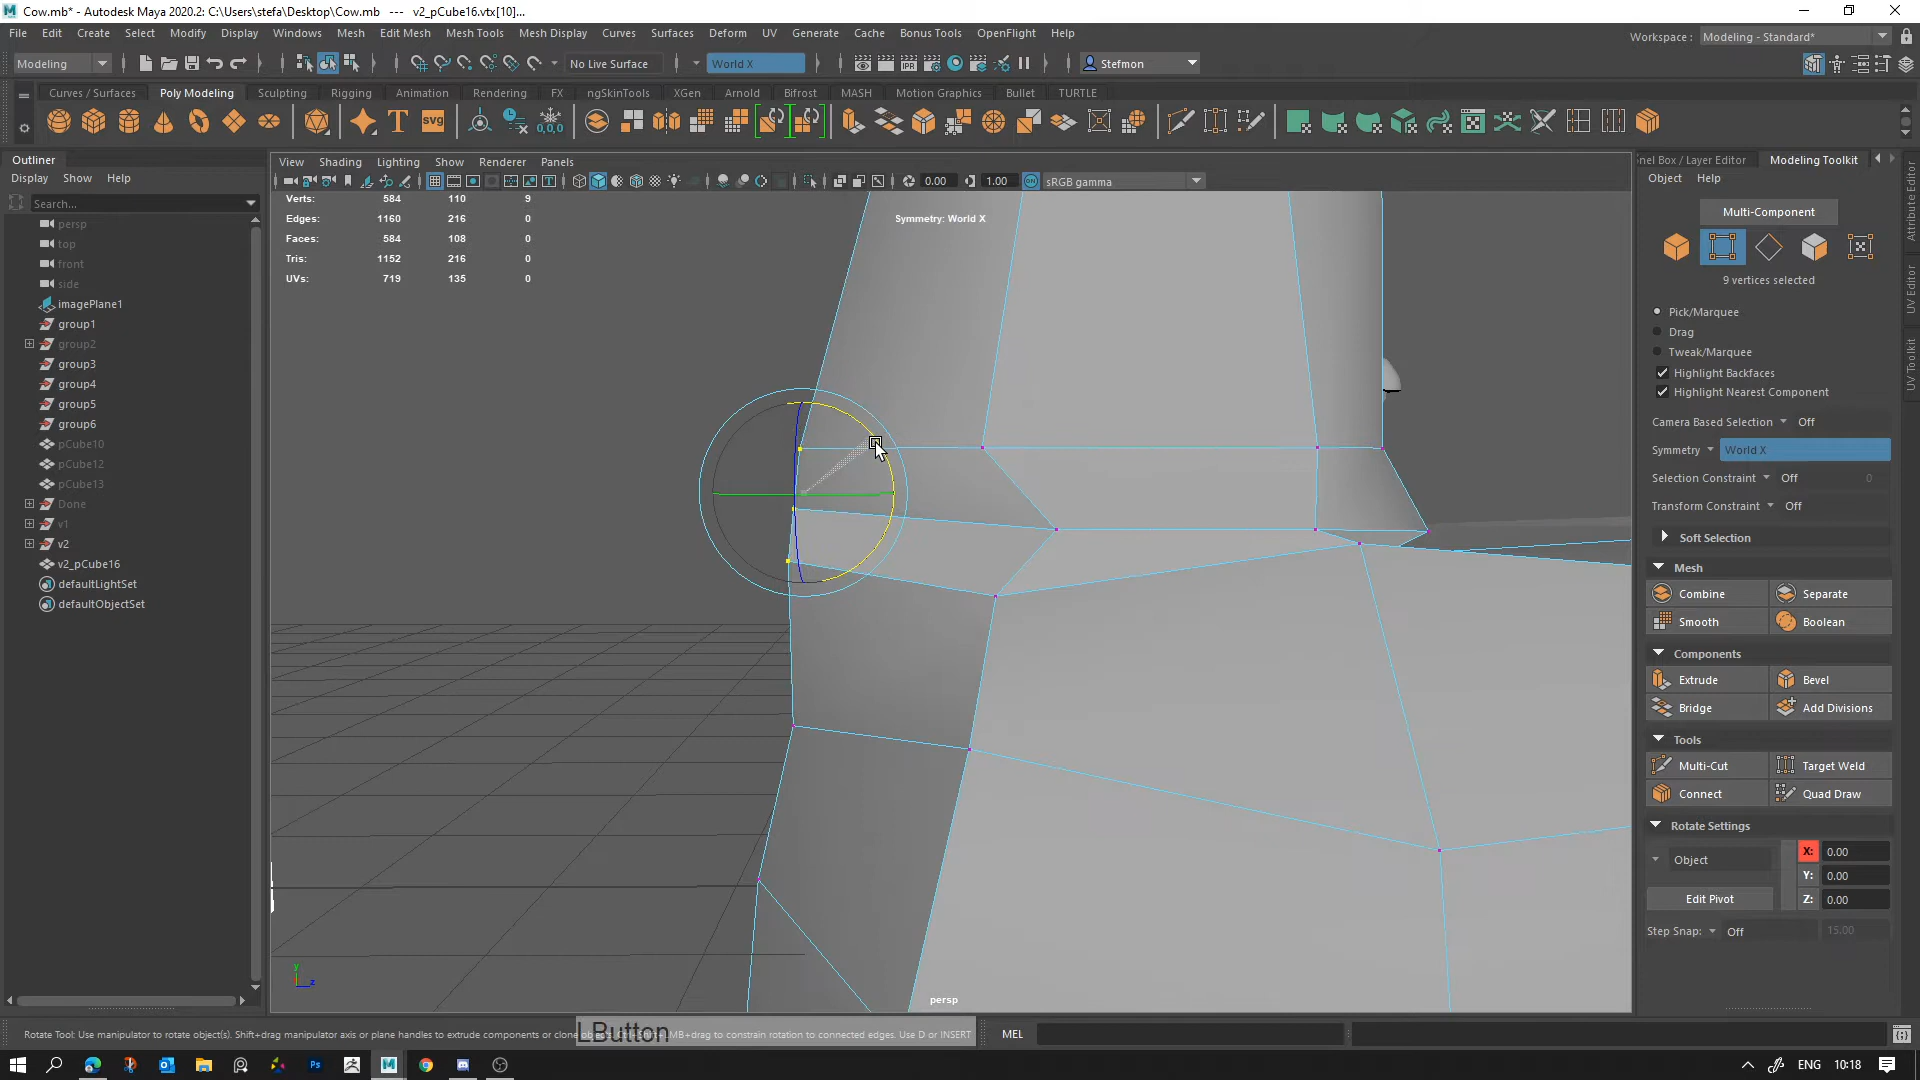 Cow.mb* - Autodesk Maya 2020.2: C:\Users\stefa\Desktop\Cow.mb --- v2_pCube16.vtx[10]...
File Edit Create Select Modify Display Windows Mesh Edit Mesh Mesh Tools Mesh Display Curves Surfaces Deform UV Generate Cache Bonus Tools OpenFlight Help
Workspace : Modeling - Standard*
Modeling No Live Surface World X Stefmon
Curves / Surfaces Poly Modeling Sculpting Rigging Animation Rendering FX ngSkinTools XGen Arnold Bifrost MASH Motion Graphics Bullet TURTLE
IPR
T SVG 0,0,0
Outliner
Display Show Help
Search...
persp
top
front
side
imagePlane1
group1
group2
group3
group4
group5
group6
pCube10
pCube12
pCube13
Done
v1
v2
v2_pCube16
defaultLightSet
defaultObjectSet
View Shading Lighting Show Renderer Panels
0.00 1.00 ON sRGB gamma
Verts: 584 110 9
Edges: 1160 216 0
Faces: 584 108 0
Tris: 1152 216 0
UVs: 719 135 0
Symmetry: World X
y
z
persp
nel Box / Layer Editor Modeling Toolkit
Object Help
Multi-Component
9 vertices selected
Pick/Marquee
Drag
Tweak/Marquee
Highlight Backfaces
Highlight Nearest Component
Camera Based Selection Off
Symmetry World X
Selection Constraint Off 0
Transform Constraint Off
Soft Selection
Mesh
Combine Separate
Smooth Boolean
Components
Extrude Bevel
Bridge Add Divisions
Tools
Multi-Cut Target Weld
Connect Quad Draw
Rotate Settings
Object X: 0.00
Y: 0.00
Edit Pivot Z: 0.00
Step Snap: Off 15.00
Attribute Editor
UV Editor
UV Toolkit
Rotate Tool: Use manipulator to rotate object(s). Shift+drag manipulator axis or plane handles to extrude components or clone MB+drag to constrain rotation to connected edges. Use D or INSERT
LButton
MEL
ENG 10:18